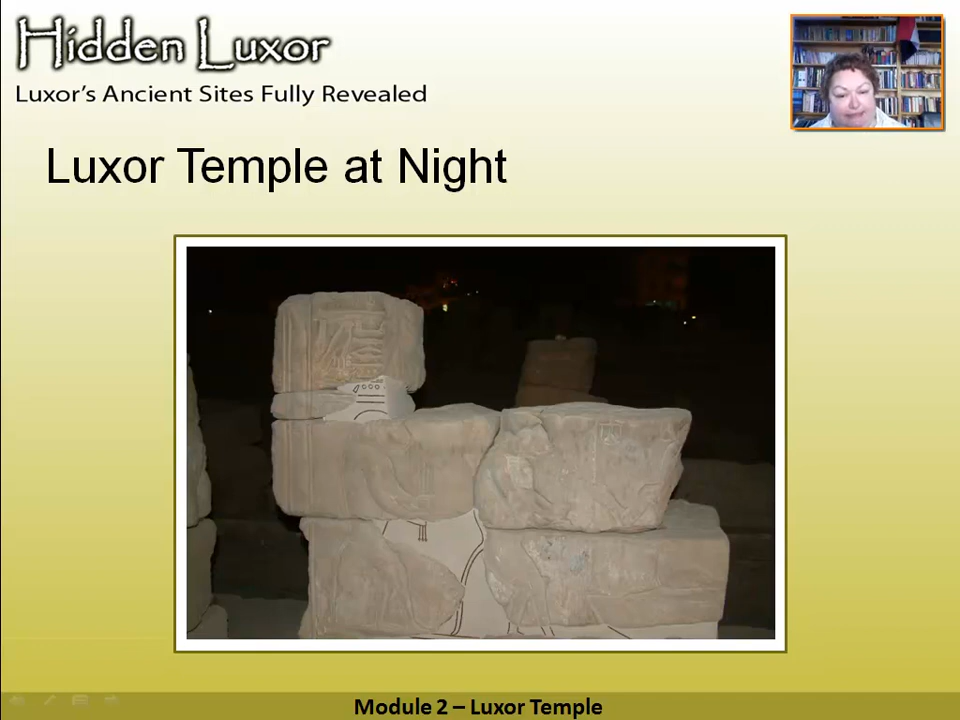 Hidden Luxor
Luxor's Ancient Sites Fully Revealed
Luxor Temple at Night
Module 2 – Luxor Temple